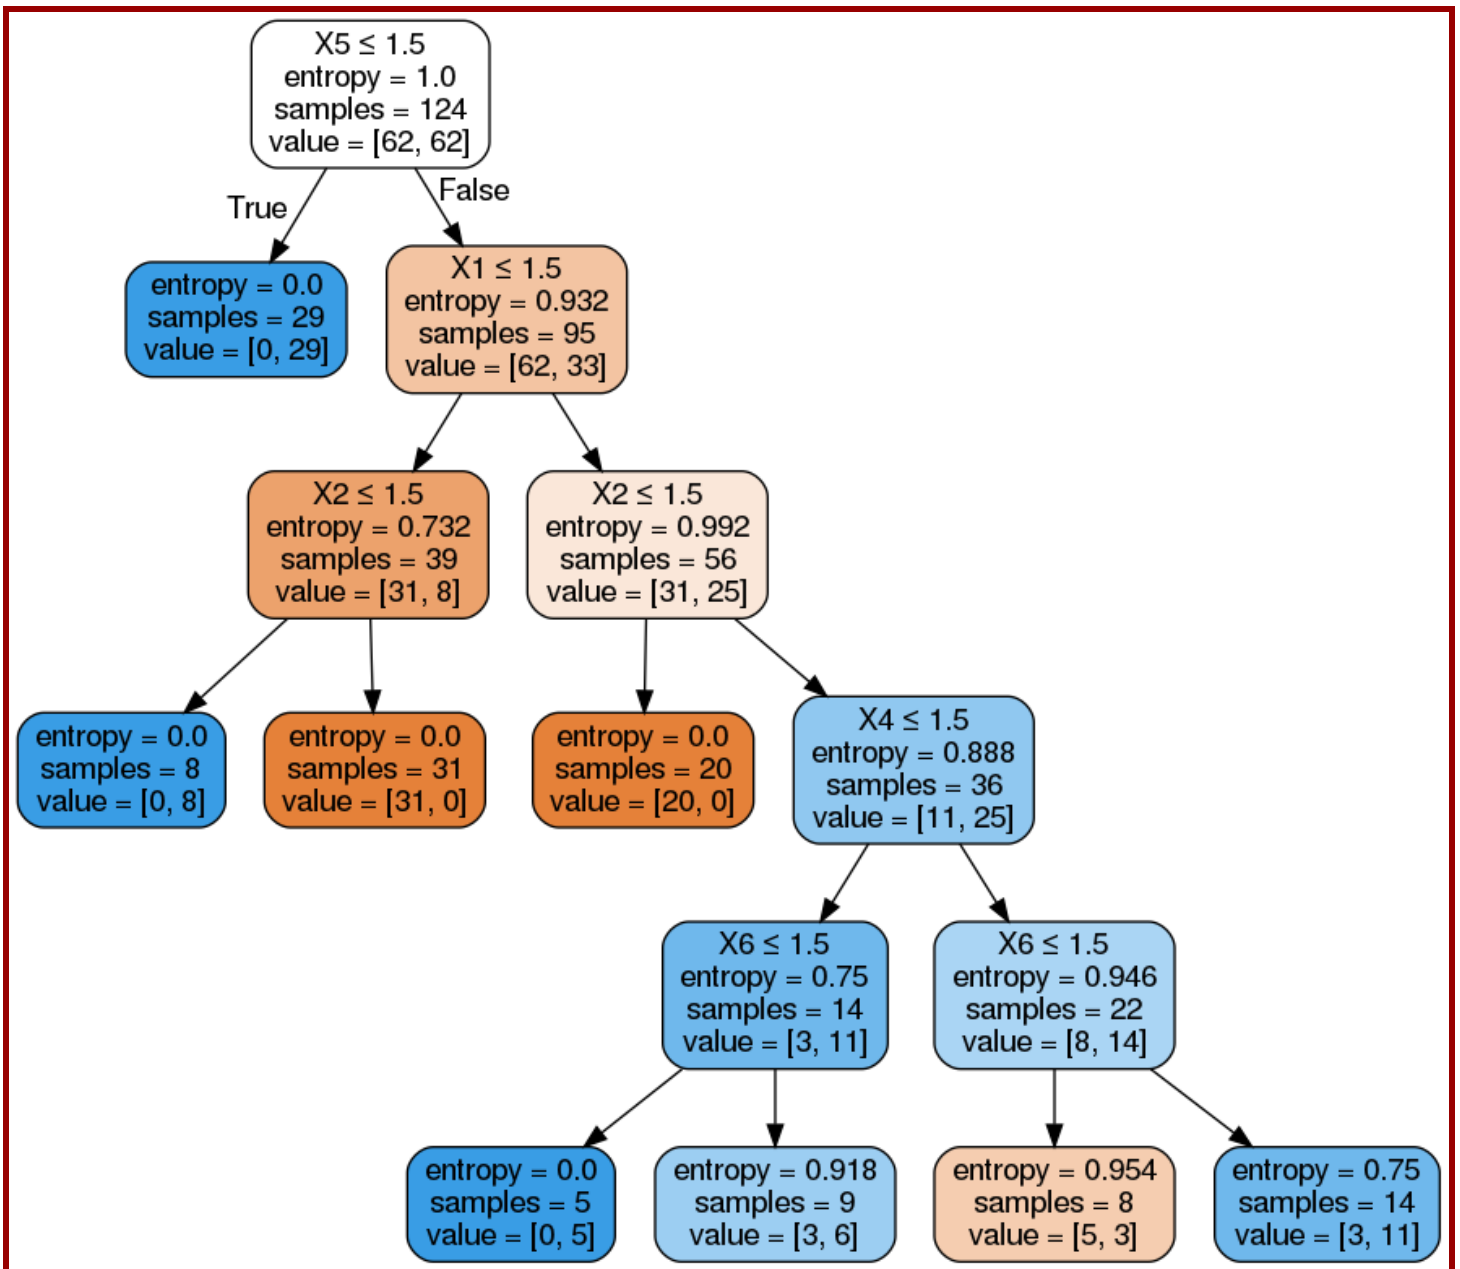 X5 ≤ 1.5
entropy = 1.0
samples = 124
value = [62, 62]
True
False
entropy = 0.0
samples = 29
value = [0, 29]
X1 ≤ 1.5
entropy = 0.932
samples = 95
value = [62, 33]
X2 ≤ 1.5
entropy = 0.732
samples = 39
value = [31, 8]
X2 ≤ 1.5
entropy = 0.992
samples = 56
value = [31, 25]
entropy = 0.0
samples = 8
value = [0, 8]
entropy = 0.0
samples = 31
value = [31, 0]
entropy = 0.0
samples = 20
value = [20, 0]
X4 ≤ 1.5
entropy = 0.888
samples = 36
value = [11, 25]
X6 ≤ 1.5
entropy = 0.75
samples = 14
value = [3, 11]
X6 ≤ 1.5
entropy = 0.946
samples = 22
value = [8, 14]
entropy = 0.0
samples = 5
value = [0, 5]
entropy = 0.918
samples = 9
value = [3, 6]
entropy = 0.954
samples = 8
value = [5, 3]
entropy = 0.75
samples = 14
value = [3, 11]